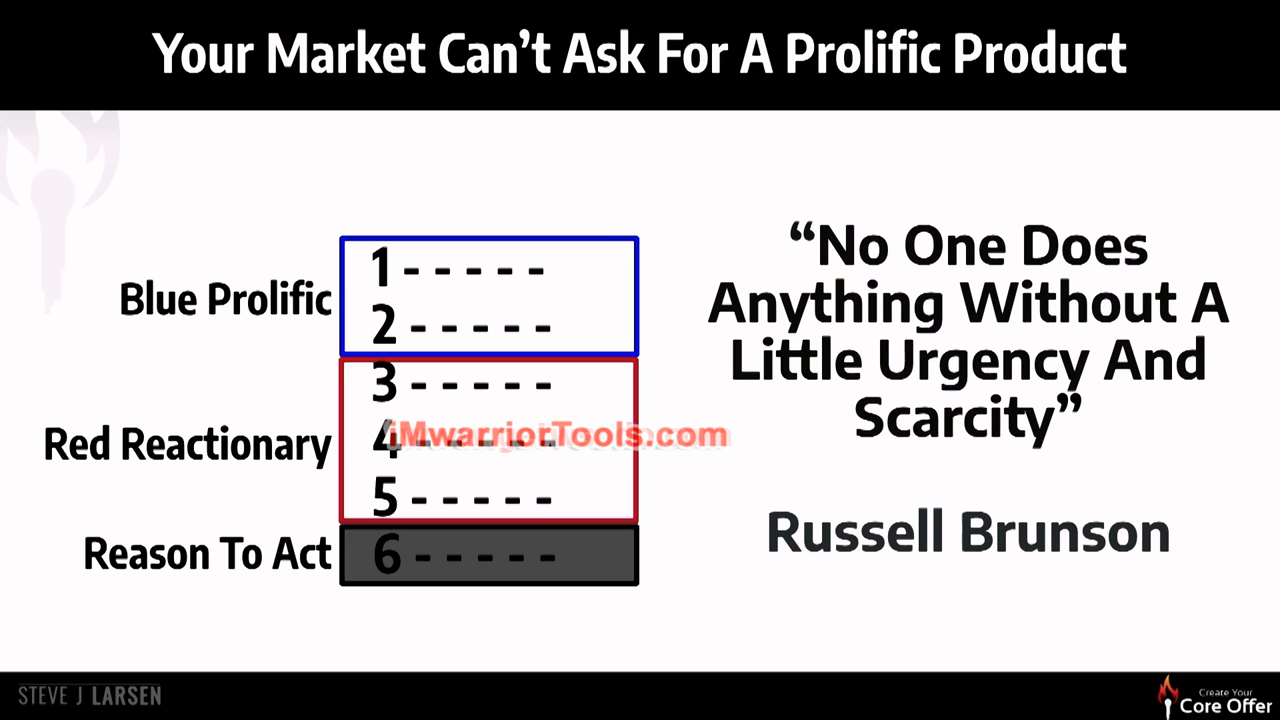 Your Market Can’t Ask For A Prolific Product
Blue Prolific
1 - - - - -
2 - - - - -
Red Reactionary
3 - - - - -
4 - - - - -
5 - - - - -
Reason To Act
6 - - - - -
iMwarriorTools.com
“No One Does
Anything Without A
Little Urgency And
Scarcity”
Russell Brunson
STEVE J LARSEN
Create Your
Core Offer